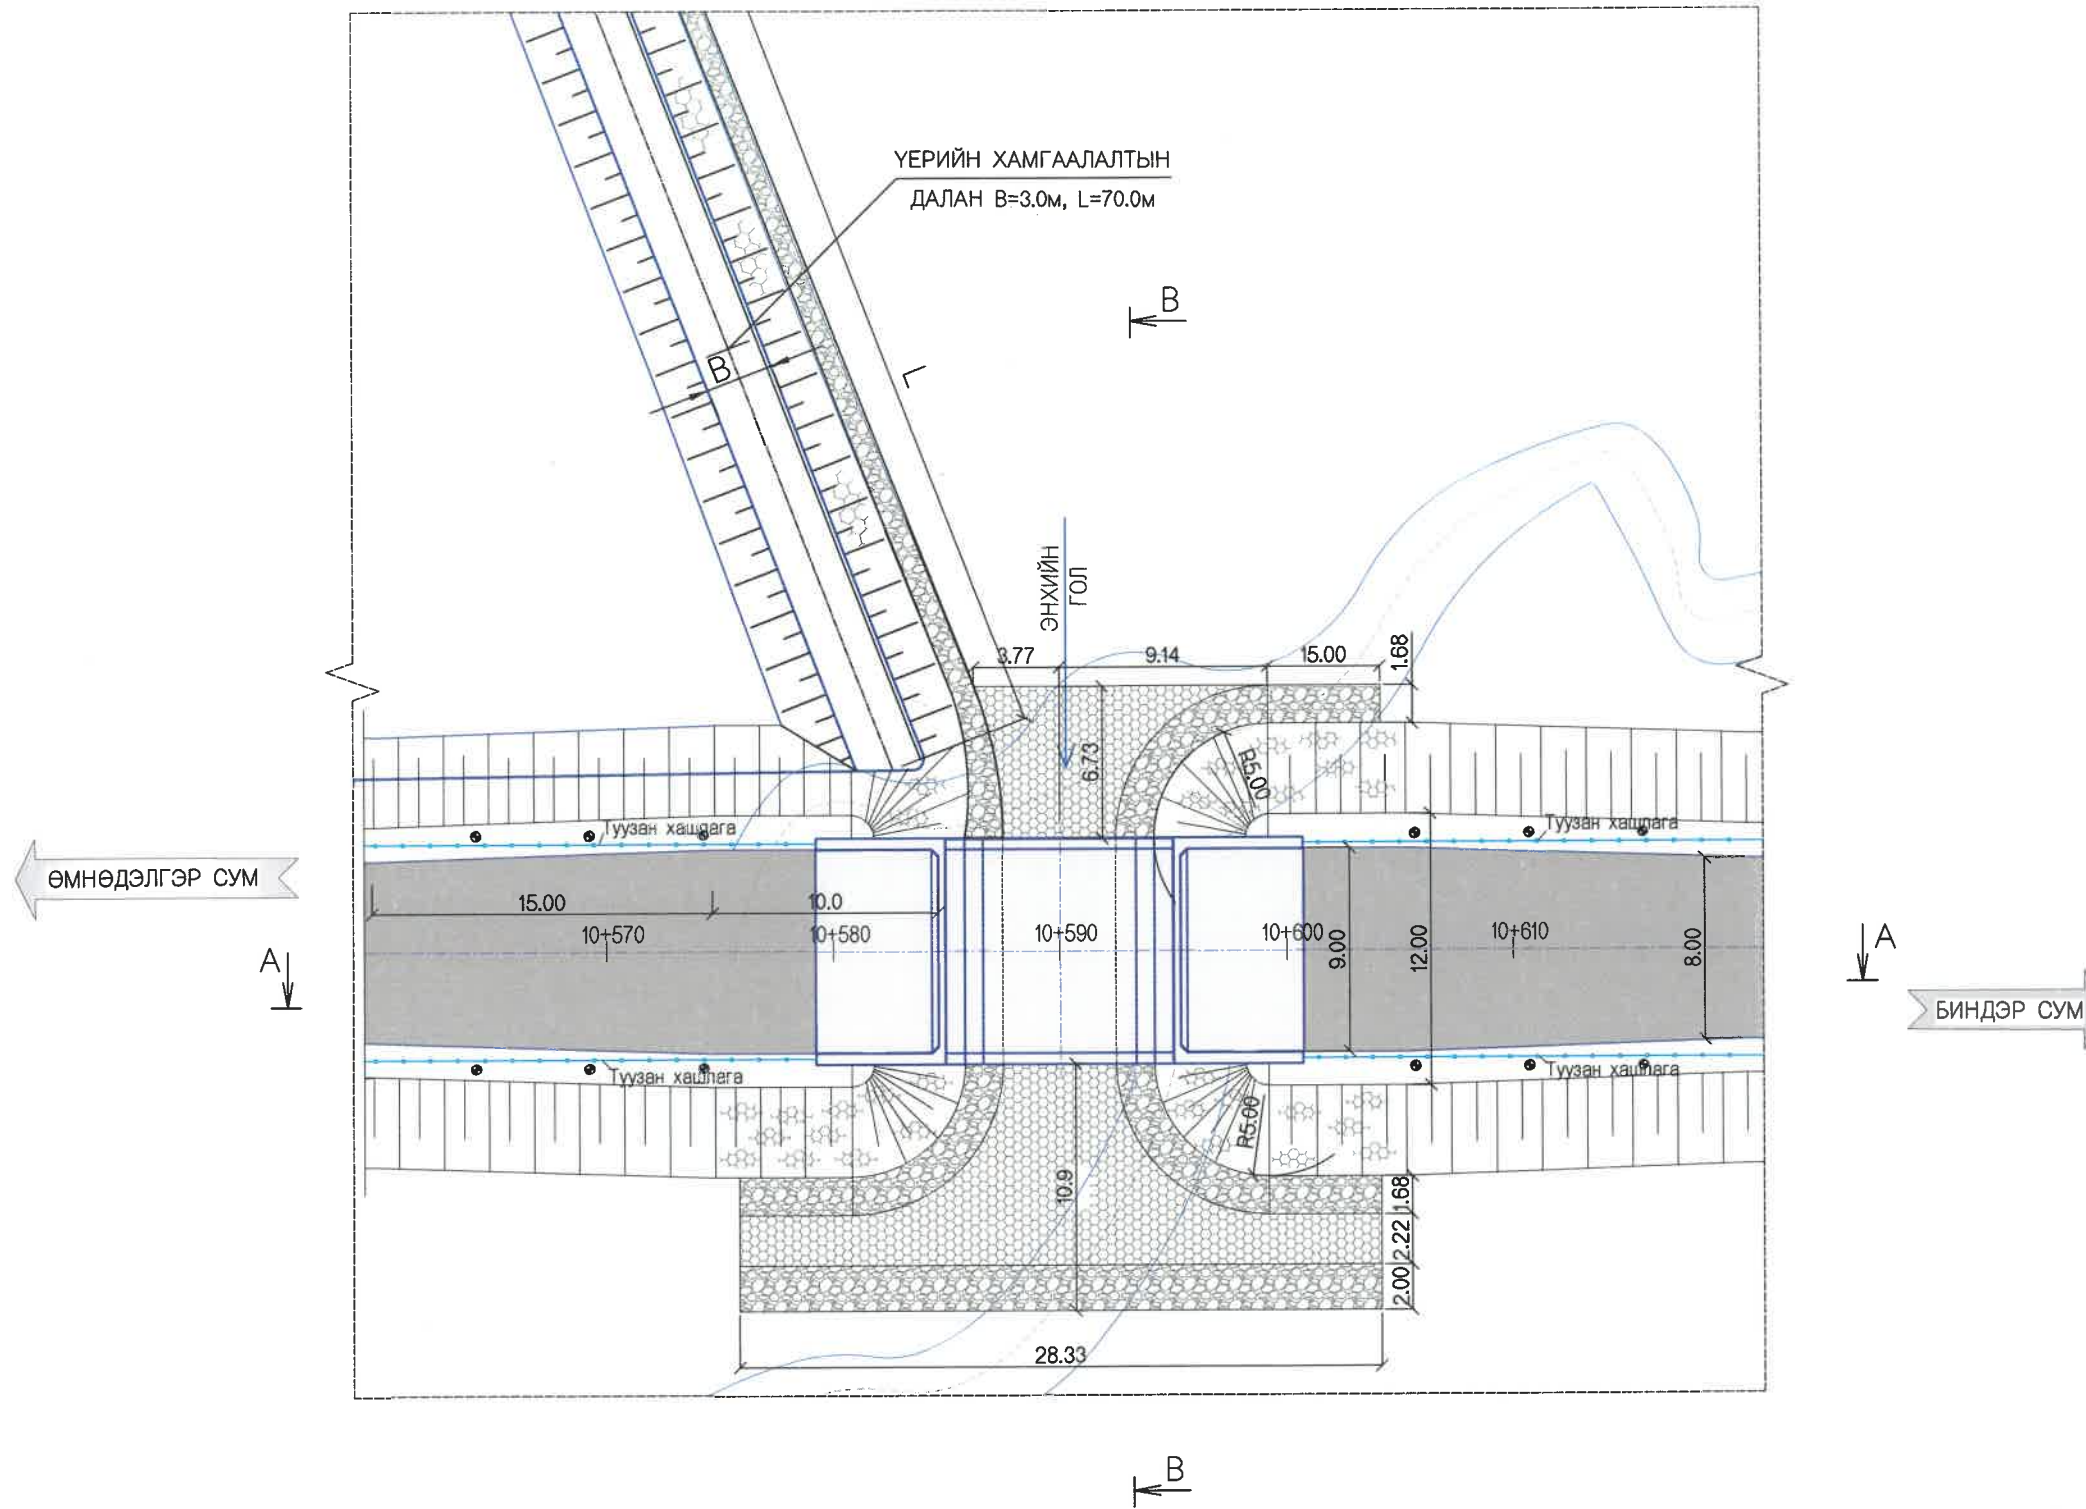 ҮЕРИЙН ХАМГААЛАЛТЫН
ДАЛАН B=3.0м, L=70.0м
B
B
L
ЭНХИЙН
ГОЛ
3.77
9.14
15.00
1.68
6.73
R5.00
Туузан хашлага
Туузан хашлага
ӨМНӨДЭЛГЭР СУМ
15.00
10.0
10+570
10+580
10+590
10+600
10+610
9.00
12.00
8.00
A
A
БИНДЭР СУМ
Туузан хашлага
Туузан хашлага
R5.00
10.9
1.68
2.22
2.00
28.33
B